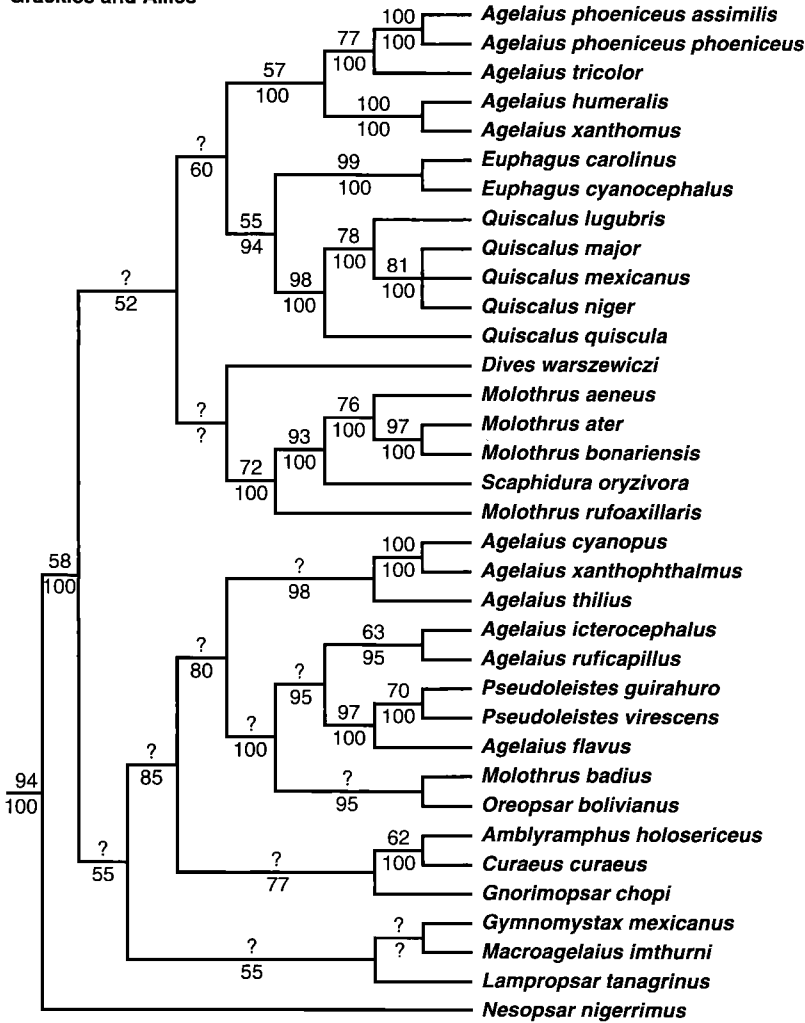 Grackles and Allies
100 Agelaius phoeniceus assimilis
77 100 Agelaius phoeniceus phoeniceus
57 100 Agelaius tricolor
100 100 Agelaius humeralis
100 Agelaius xanthomus
?
99 Euphagus carolinus
60 100 Euphagus cyanocephalus
55 Quiscalus lugubris
94 78 Quiscalus major
100 81
? 98 Quiscalus mexicanus
52 100 100 Quiscalus niger
Quiscalus quiscula
Dives warszewiczi
? 76 Molothrus aeneus
? 93 100 97 Molothrus ater
100 100 Molothrus bonariensis
72 Scaphidura oryzivora
100 Molothrus rufoaxillaris
100 Agelaius cyanopus
58 ? 100 Agelaius xanthophthalmus
100 98 Agelaius thilius
? 63 Agelaius icterocephalus
80 ? 95 Agelaius ruficapillus
95 70 Pseudoleistes guirahuro
? 97 100 Pseudoleistes virescens
? 100 100 Agelaius flavus
94 85 ? Molothrus badius
100 95 Oreopsar bolivianus
62 Amblyramphus holosericeus
? ? 100 Curaeus curaeus
55 77 Gnorimopsar chopi
? Gymnomystax mexicanus
? ? Macroagelaius imthurni
55 Lampropsar tanagrinus
Nesopsar nigerrimus